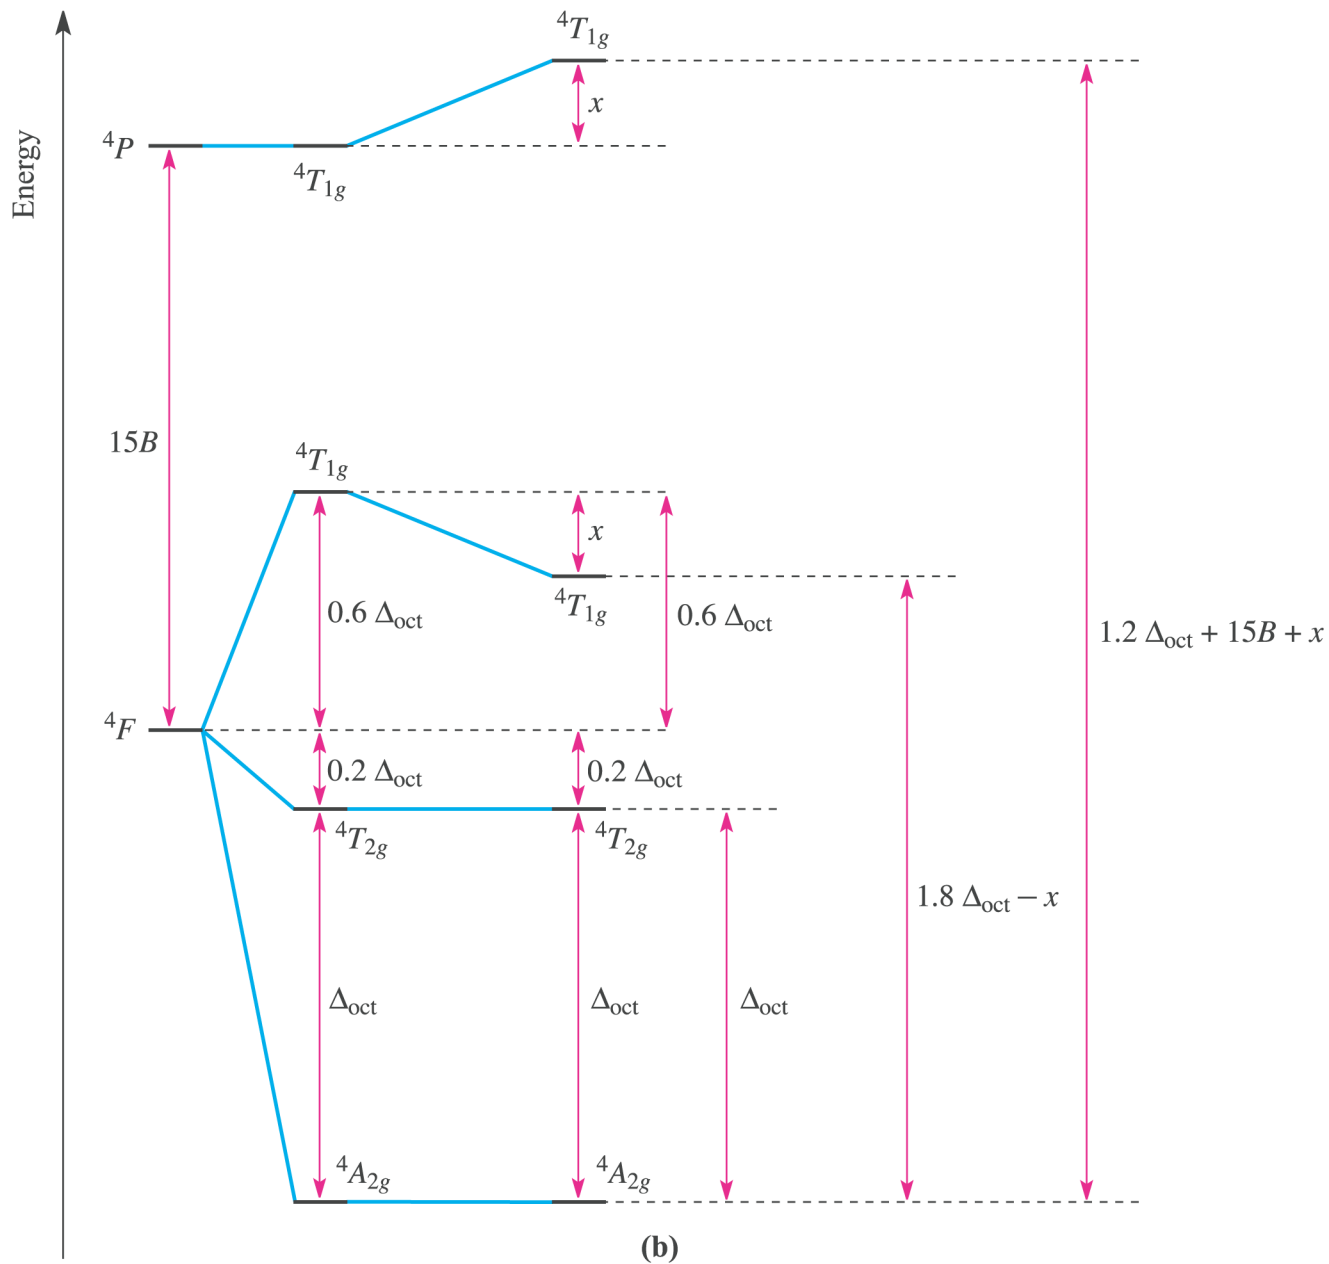 ⁴T₁g
x
⁴P
⁴T₁g
Energy
15B
⁴T₁g
x
⁴T₁g
0.6 Δoct
0.6 Δoct
1.2 Δoct + 15B + x
⁴F
0.2 Δoct
0.2 Δoct
⁴T₂g
⁴T₂g
1.8 Δoct − x
Δoct
Δoct
Δoct
⁴A₂g
⁴A₂g
(b)